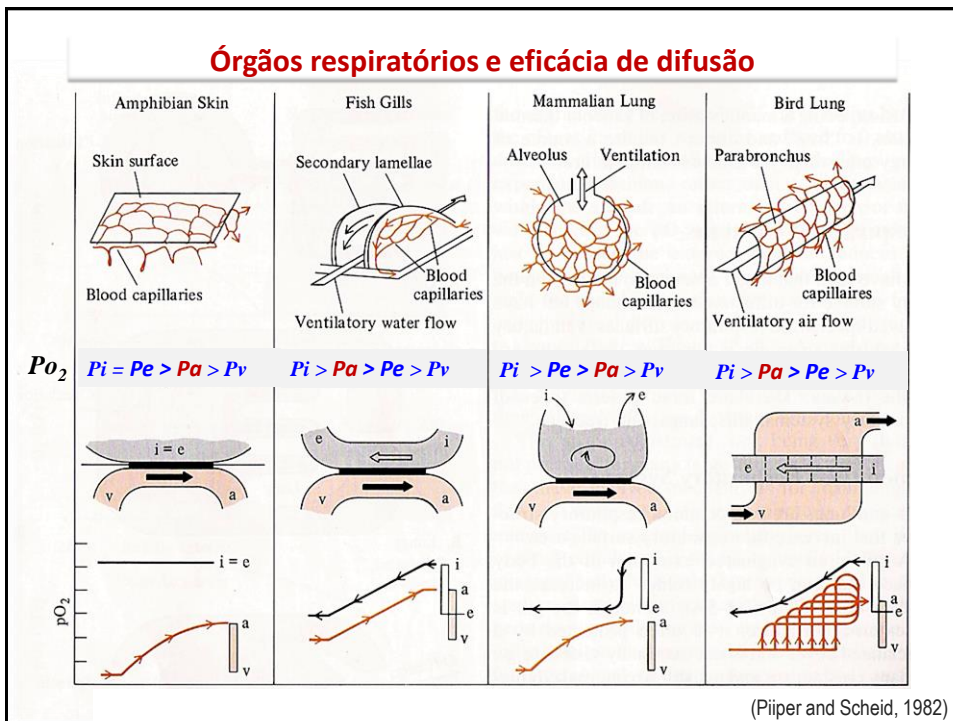 Órgãos respiratórios e eficácia de difusão
Amphibian Skin
Skin surface
Blood capillaries
Fish Gills
Secondary lamellae
Blood
capillaries
Ventilatory water flow
Mammalian Lung
Alveolus
Ventilation
Blood
capillaries
Bird Lung
Parabronchus
Blood
capillaires
Ventilatory air flow
Po2
Pi = Pe > Pa > Pv
Pi > Pa > Pe > Pv
Pi > Pe > Pa > Pv
Pi > Pa > Pe > Pv
i = e
v
a
e
i
v
a
i
e
v
a
a
e
i
v
pO2
i = e
a
v
i
a
e
v
i
e
a
v
i
a
e
v
(Piiper and Scheid, 1982)